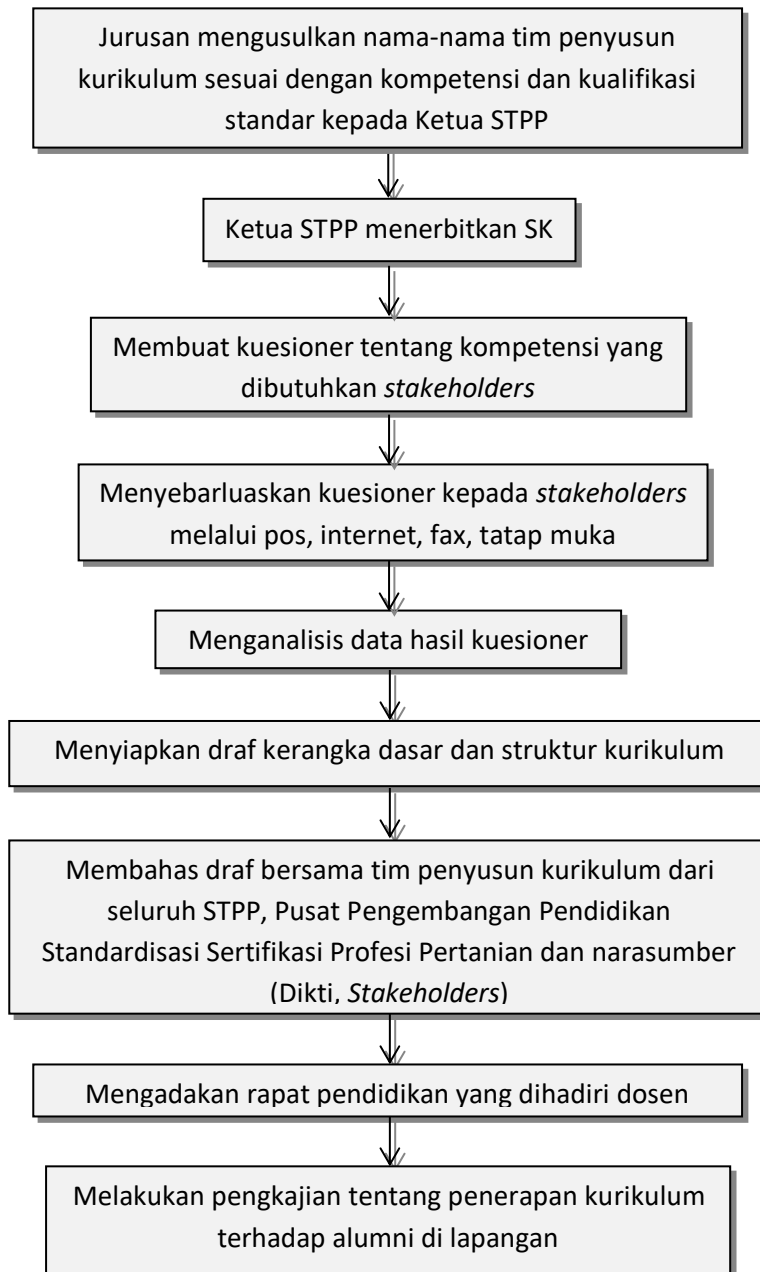 Jurusan mengusulkan nama-nama tim penyusun
kurikulum sesuai dengan kompetensi dan kualifikasi
standar kepada Ketua STPP
Ketua STPP menerbitkan SK
Membuat kuesioner tentang kompetensi yang
dibutuhkan stakeholders
Menyebarluaskan kuesioner kepada stakeholders
melalui pos, internet, fax, tatap muka
Menganalisis data hasil kuesioner
Menyiapkan draf kerangka dasar dan struktur kurikulum
Membahas draf bersama tim penyusun kurikulum dari
seluruh STPP, Pusat Pengembangan Pendidikan
Standardisasi Sertifikasi Profesi Pertanian dan narasumber
(Dikti, Stakeholders)
Mengadakan rapat pendidikan yang dihadiri dosen
Melakukan pengkajian tentang penerapan kurikulum
terhadap alumni di lapangan